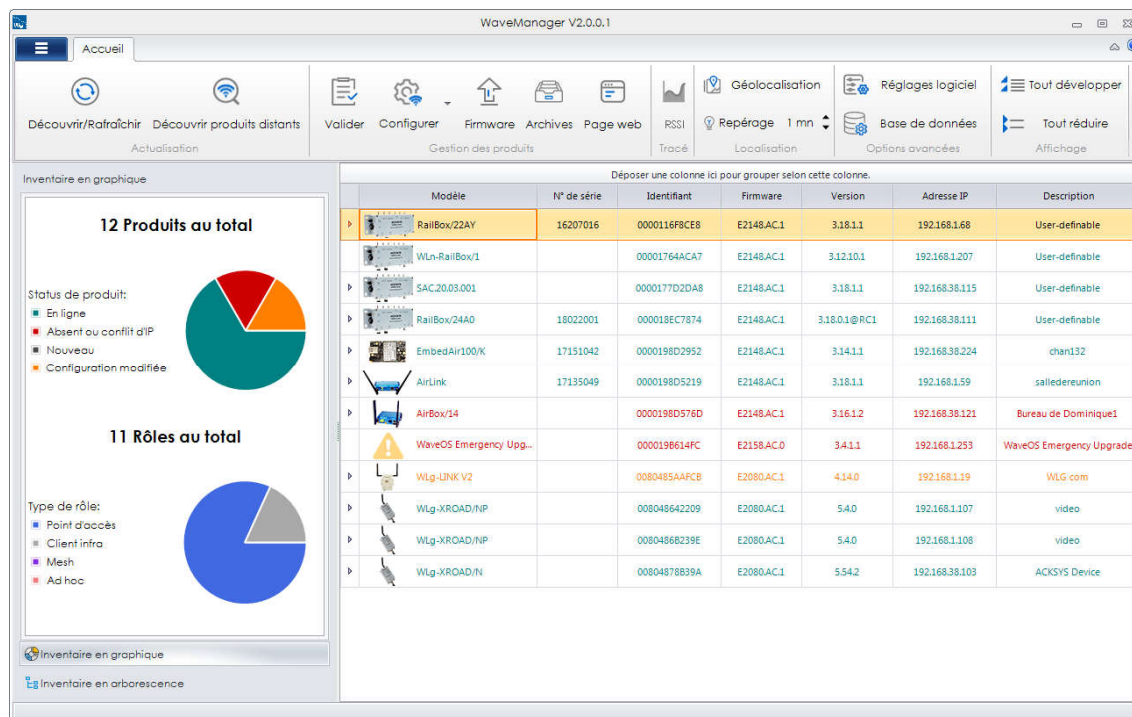 WaveManager V2.0.0.1
Accueil
Découvrir/Rafraîchir Découvrir produits distants Valider Configurer Firmware Archives Page web RSSI Géolocalisation Repérage 1 mn Réglages logiciel Base de données Tout développer Tout réduire
Actualisation Gestion des produits Tracé Localisation Options avancées Affichage
Inventaire en graphique
12 Produits au total
Status de produit:
En ligne
Absent ou conflit d'IP
Nouveau
Configuration modifiée
11 Rôles au total
Type de rôle:
Point d'accès
Client infra
Mesh
Ad hoc
Inventaire en graphique
Inventaire en arborescence
Déposer une colonne ici pour grouper selon cette colonne.
Modèle N° de série Identifiant Firmware Version Adresse IP Description
RailBox/22AY 16207016 0000116F8CE8 E2148.AC.1 3.18.1.1 192.168.1.68 User-definable
WLn-RailBox/1 00001764ACA7 E2148.AC.1 3.12.10.1 192.168.1.207 User-definable
SAC.20.03.001 0000177D2DA8 E2148.AC.1 3.18.1.1 192.168.38.115 User-definable
RailBox/24A0 18022001 000018EC7874 E2148.AC.1 3.18.0.1@RC1 192.168.38.111 User-definable
EmbedAir100/K 17151042 0000198D2952 E2148.AC.1 3.14.1.1 192.168.38.224 chan132
AirLink 17135049 0000198D5219 E2148.AC.1 3.18.1.1 192.168.1.59 salledereunion
AirBox/14 0000198D576D E2148.AC.1 3.16.1.2 192.168.38.121 Bureau de Dominique1
WaveOS Emergency Upg... 000019B614FC E2158.AC.0 3.4.1.1 192.168.1.253 WaveOS Emergency Upgrade
WLg-LINK V2 0080485AAFCB E2080.AC.1 4.14.0 192.168.1.19 WLG com
WLg-XROAD/NP 008048642209 E2080.AC.1 5.4.0 192.168.1.107 video
WLg-XROAD/NP 0080486B239E E2080.AC.1 5.4.0 192.168.1.108 video
WLg-XROAD/N 00804878B39A E2080.AC.1 5.54.2 192.168.38.103 ACKSYS Device